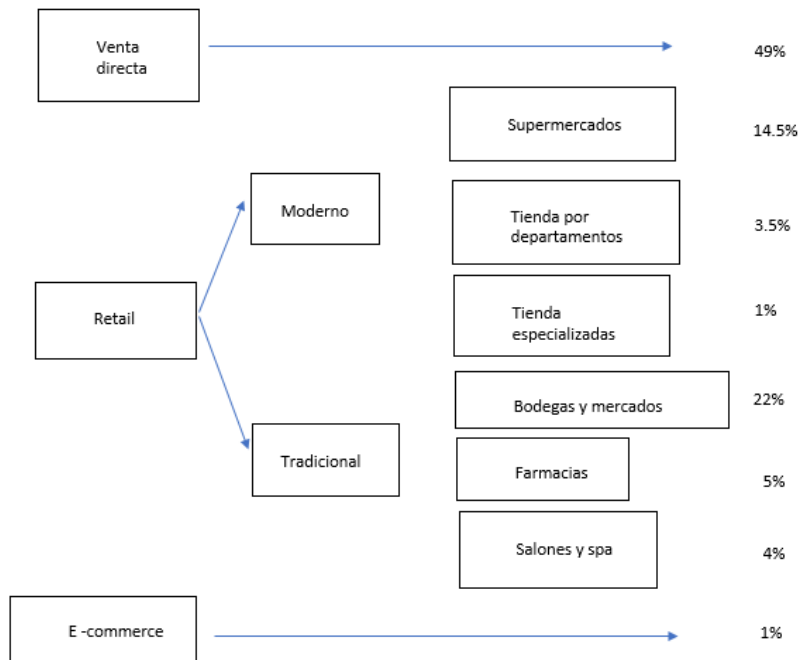 Venta
directa
49%
Supermercados
14.5%
Moderno
Tienda por
departamentos
3.5%
Retail
Tienda
especializadas
1%
Bodegas y mercados
22%
Tradicional
Farmacias
5%
Salones y spa
4%
E -commerce
1%